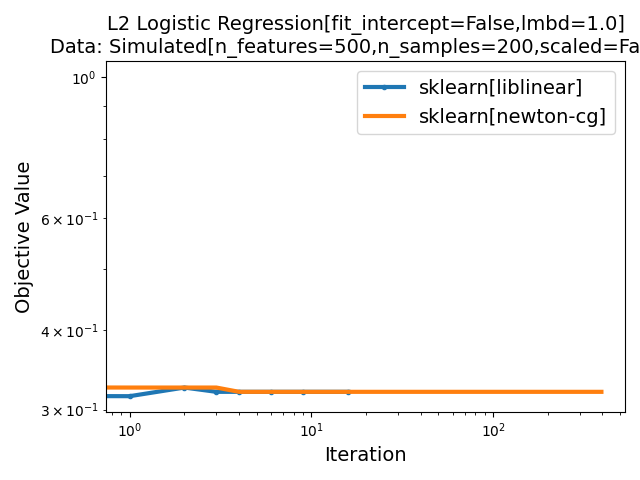 L2 Logistic Regression[fit_intercept=False,lmbd=1.0]
Data: Simulated[n_features=500,n_samples=200,scaled=Fa
sklearn[liblinear]
sklearn[newton-cg]
Objective Value
10⁰
6 × 10⁻¹
4 × 10⁻¹
3 × 10⁻¹
10⁰ 10¹ 10²
Iteration